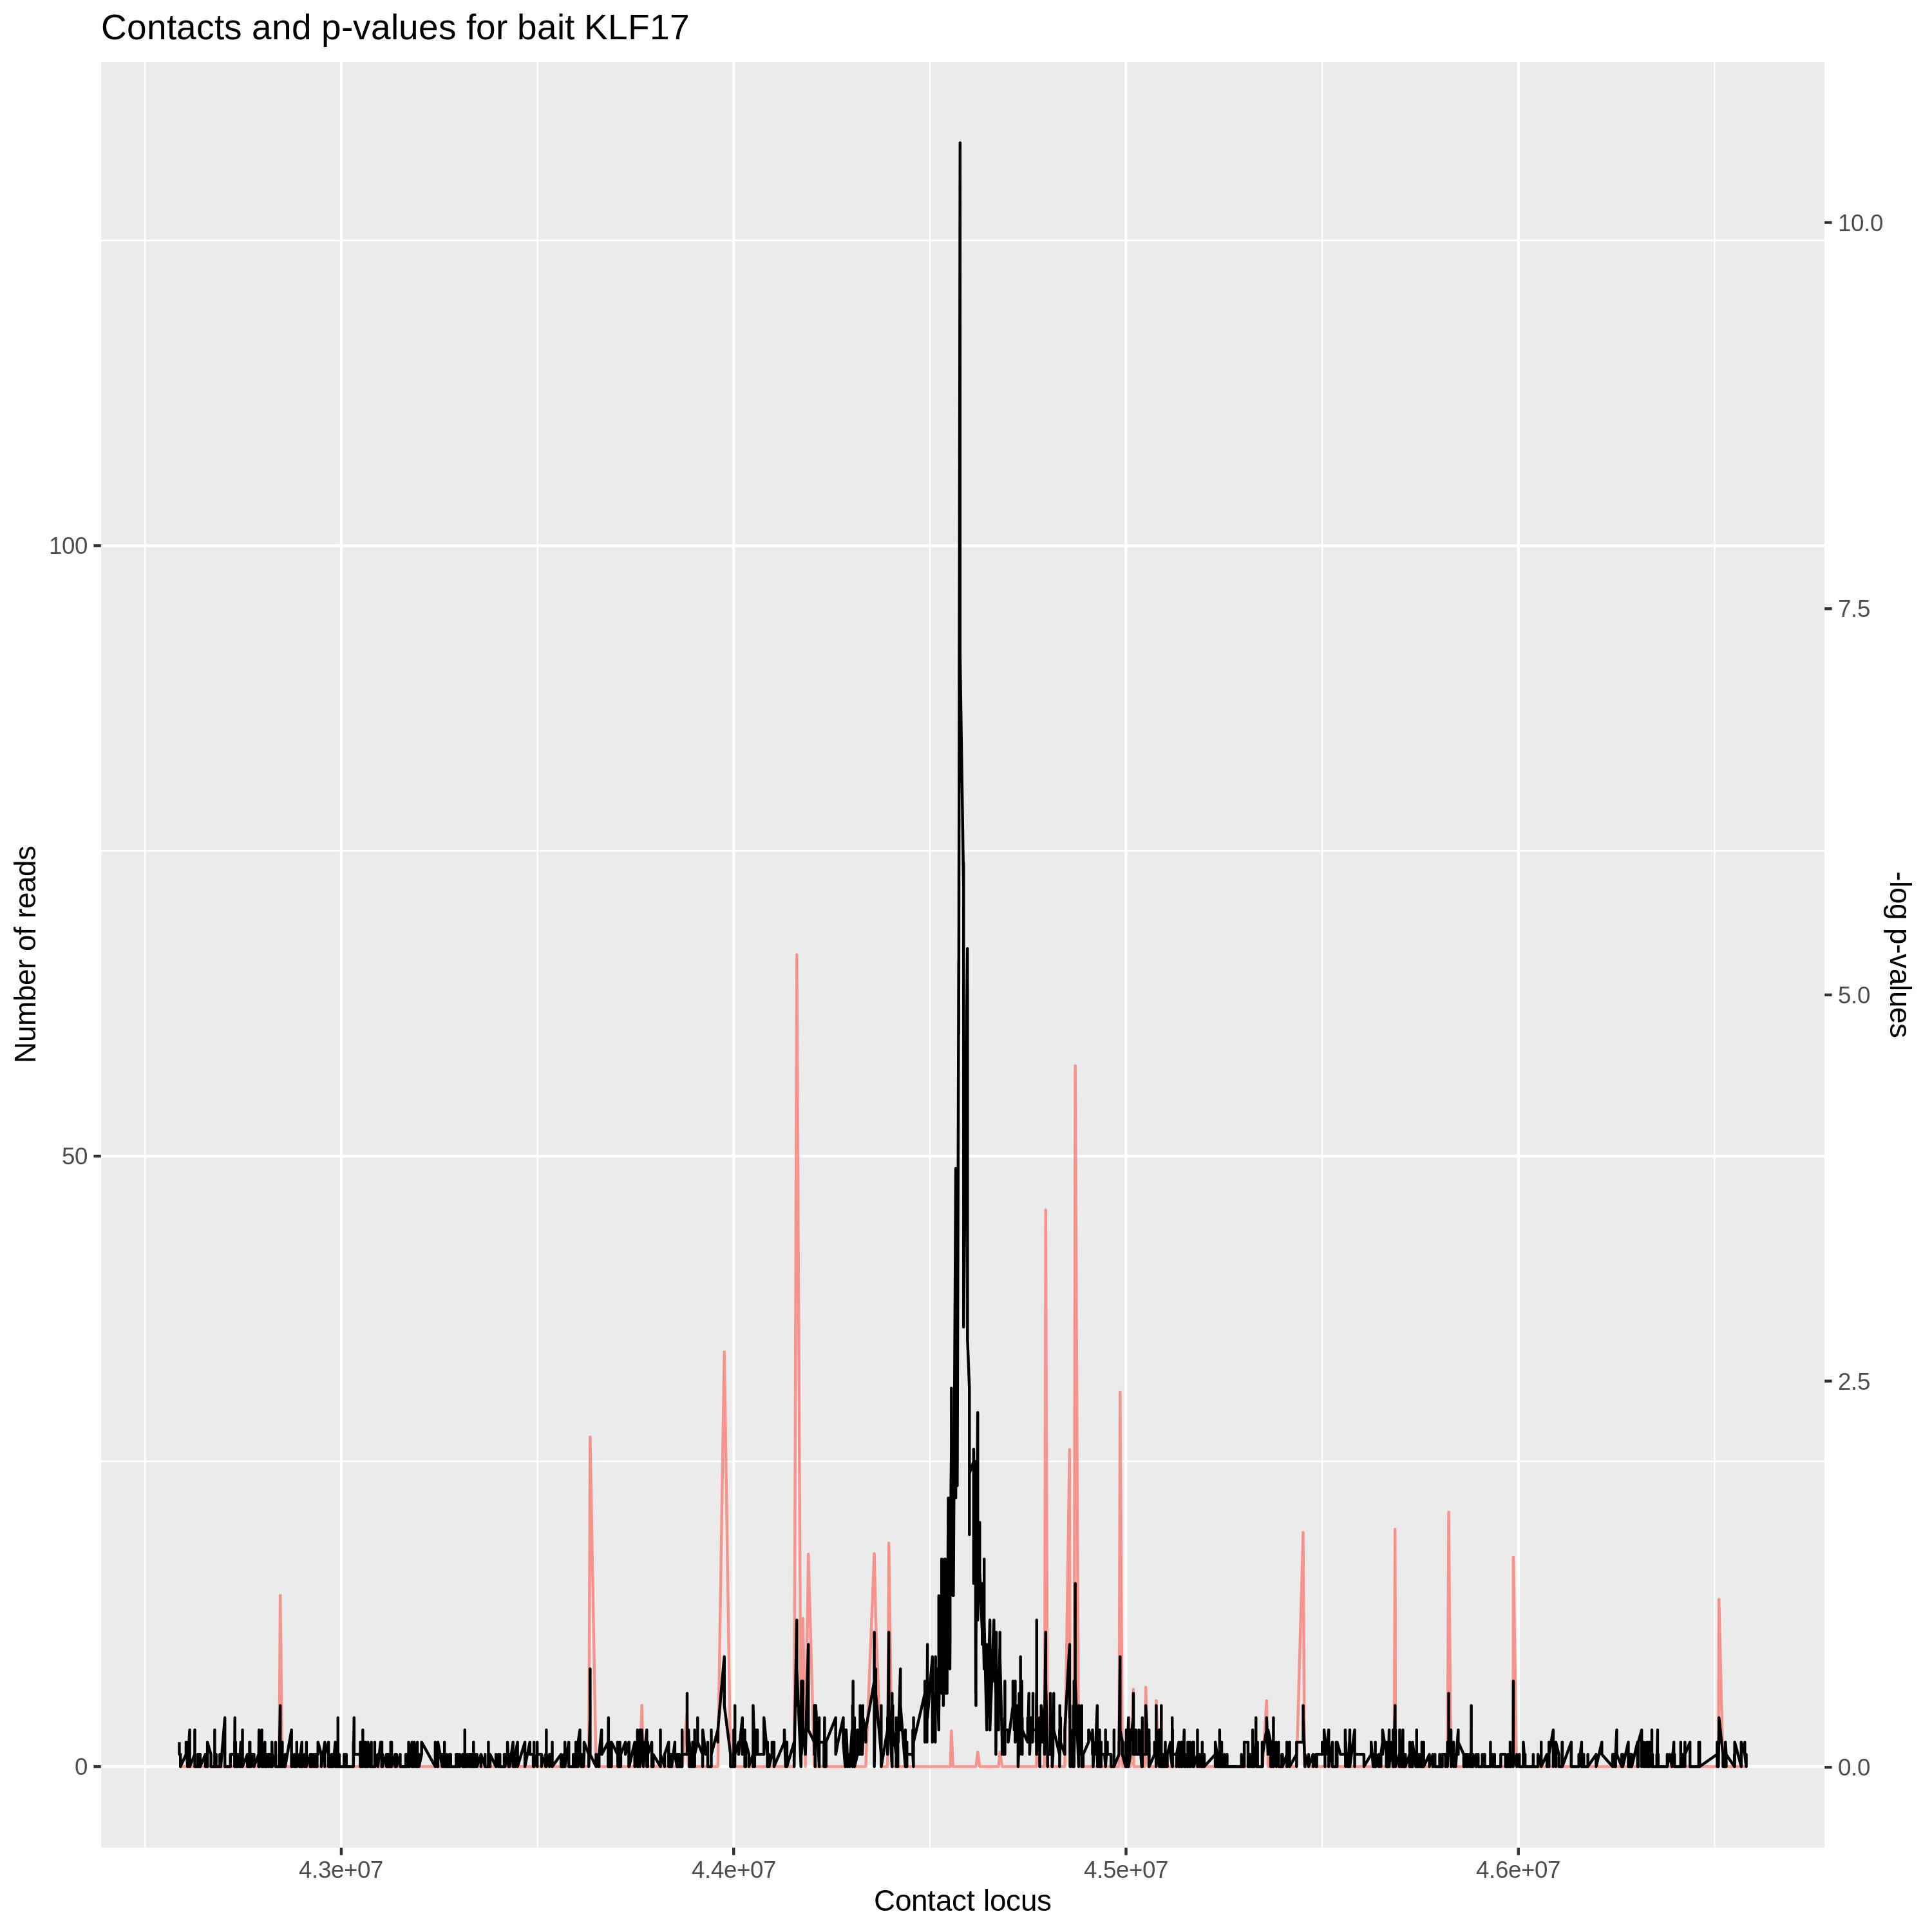 Contacts and p-values for bait KLF17
Number of reads
100
50
0
10.0
7.5
5.0
2.5
0.0
-log p-values
4.3e+07 4.4e+07 4.5e+07 4.6e+07
Contact locus